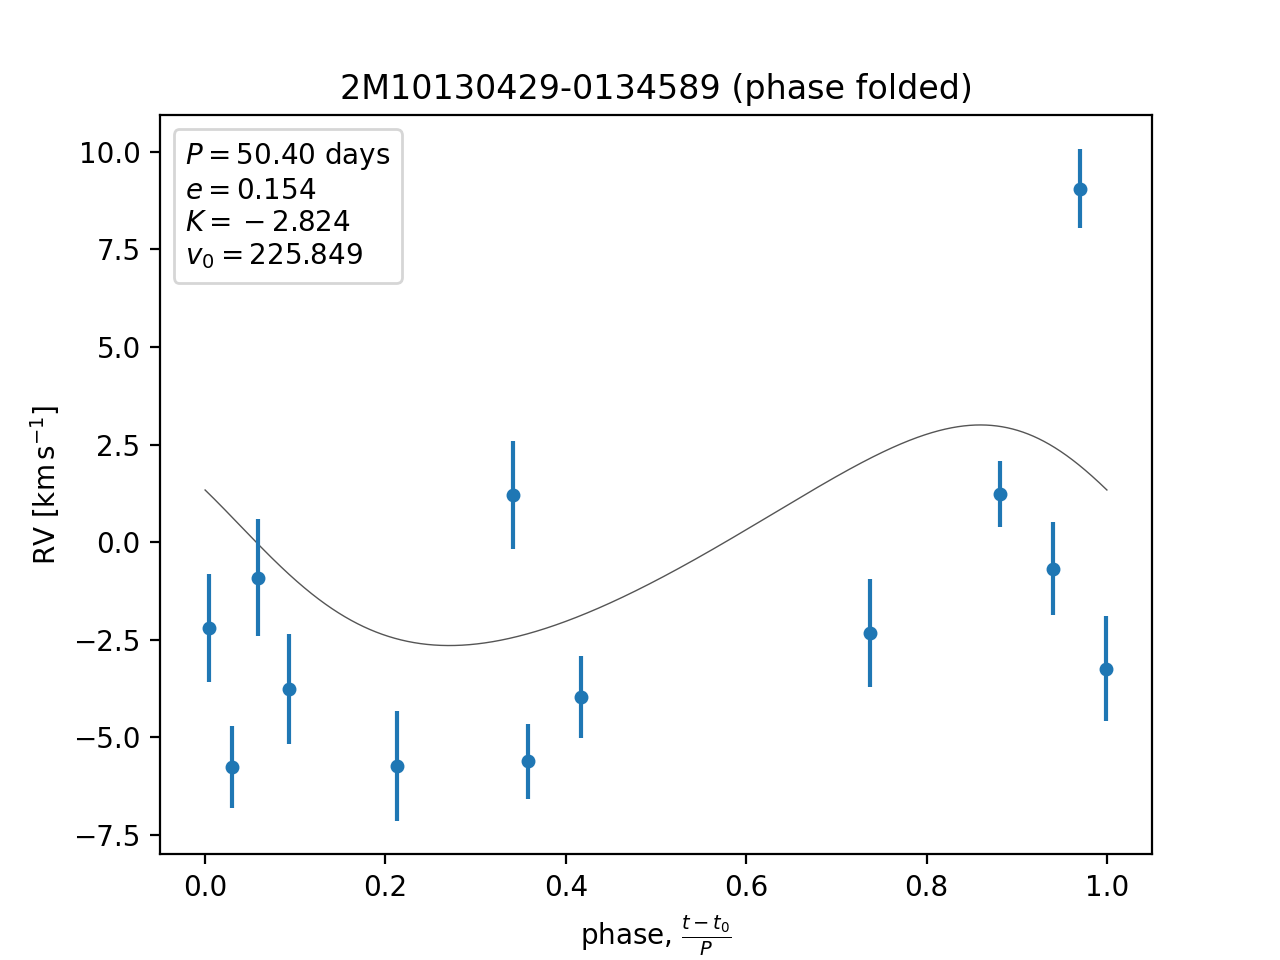 2M10130429-0134589 (phase folded)
P = 50.40 days
e = 0.154
K = −2.824
v₀ = 225.849
10.0
7.5
5.0
2.5
0.0
−2.5
−5.0
−7.5
RV [km s⁻¹]
0.0 0.2 0.4 0.6 0.8 1.0
phase, (t − t₀)/P